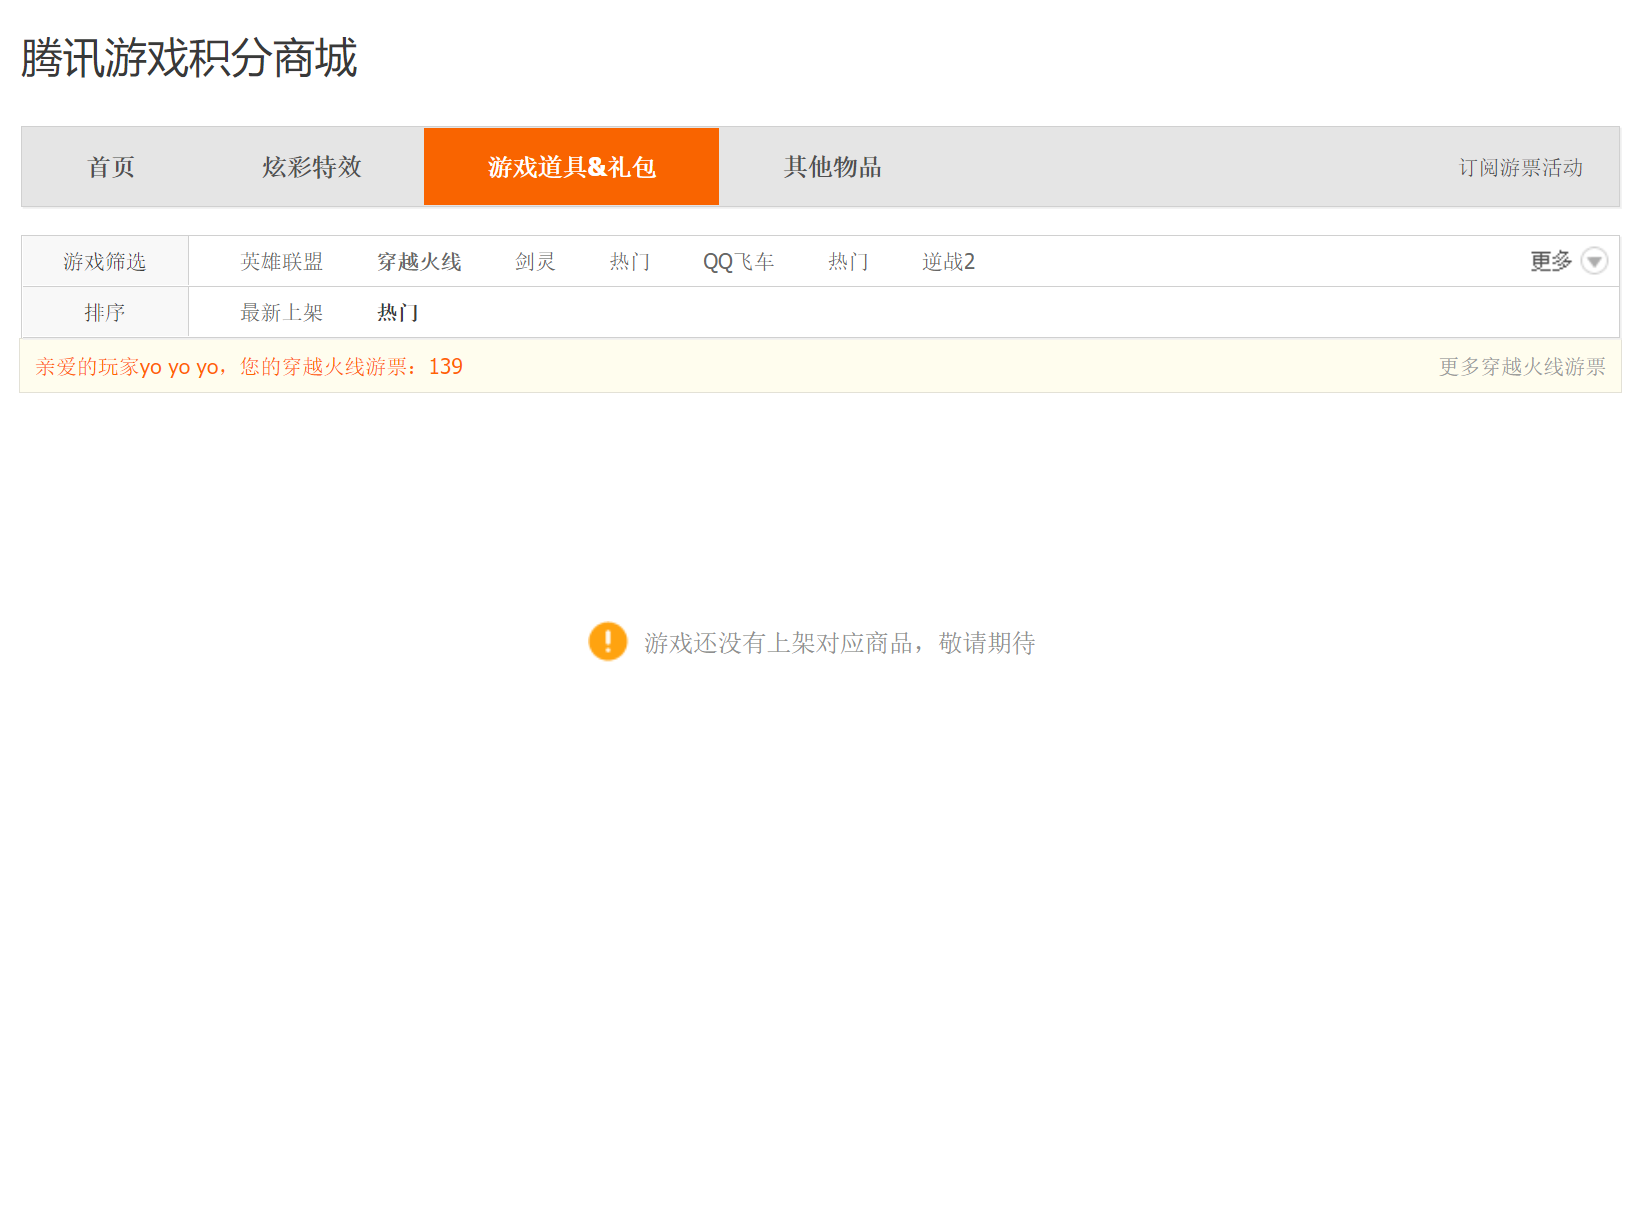 腾讯游戏积分商城
首页 炫彩特效 游戏道具&礼包 其他物品 订阅游票活动
游戏筛选 英雄联盟 穿越火线 剑灵 热门 QQ飞车 热门 逆战2 更多
排序 最新上架 热门
亲爱的玩家yo yo yo，您的穿越火线游票：139 更多穿越火线游票
游戏还没有上架对应商品，敬请期待